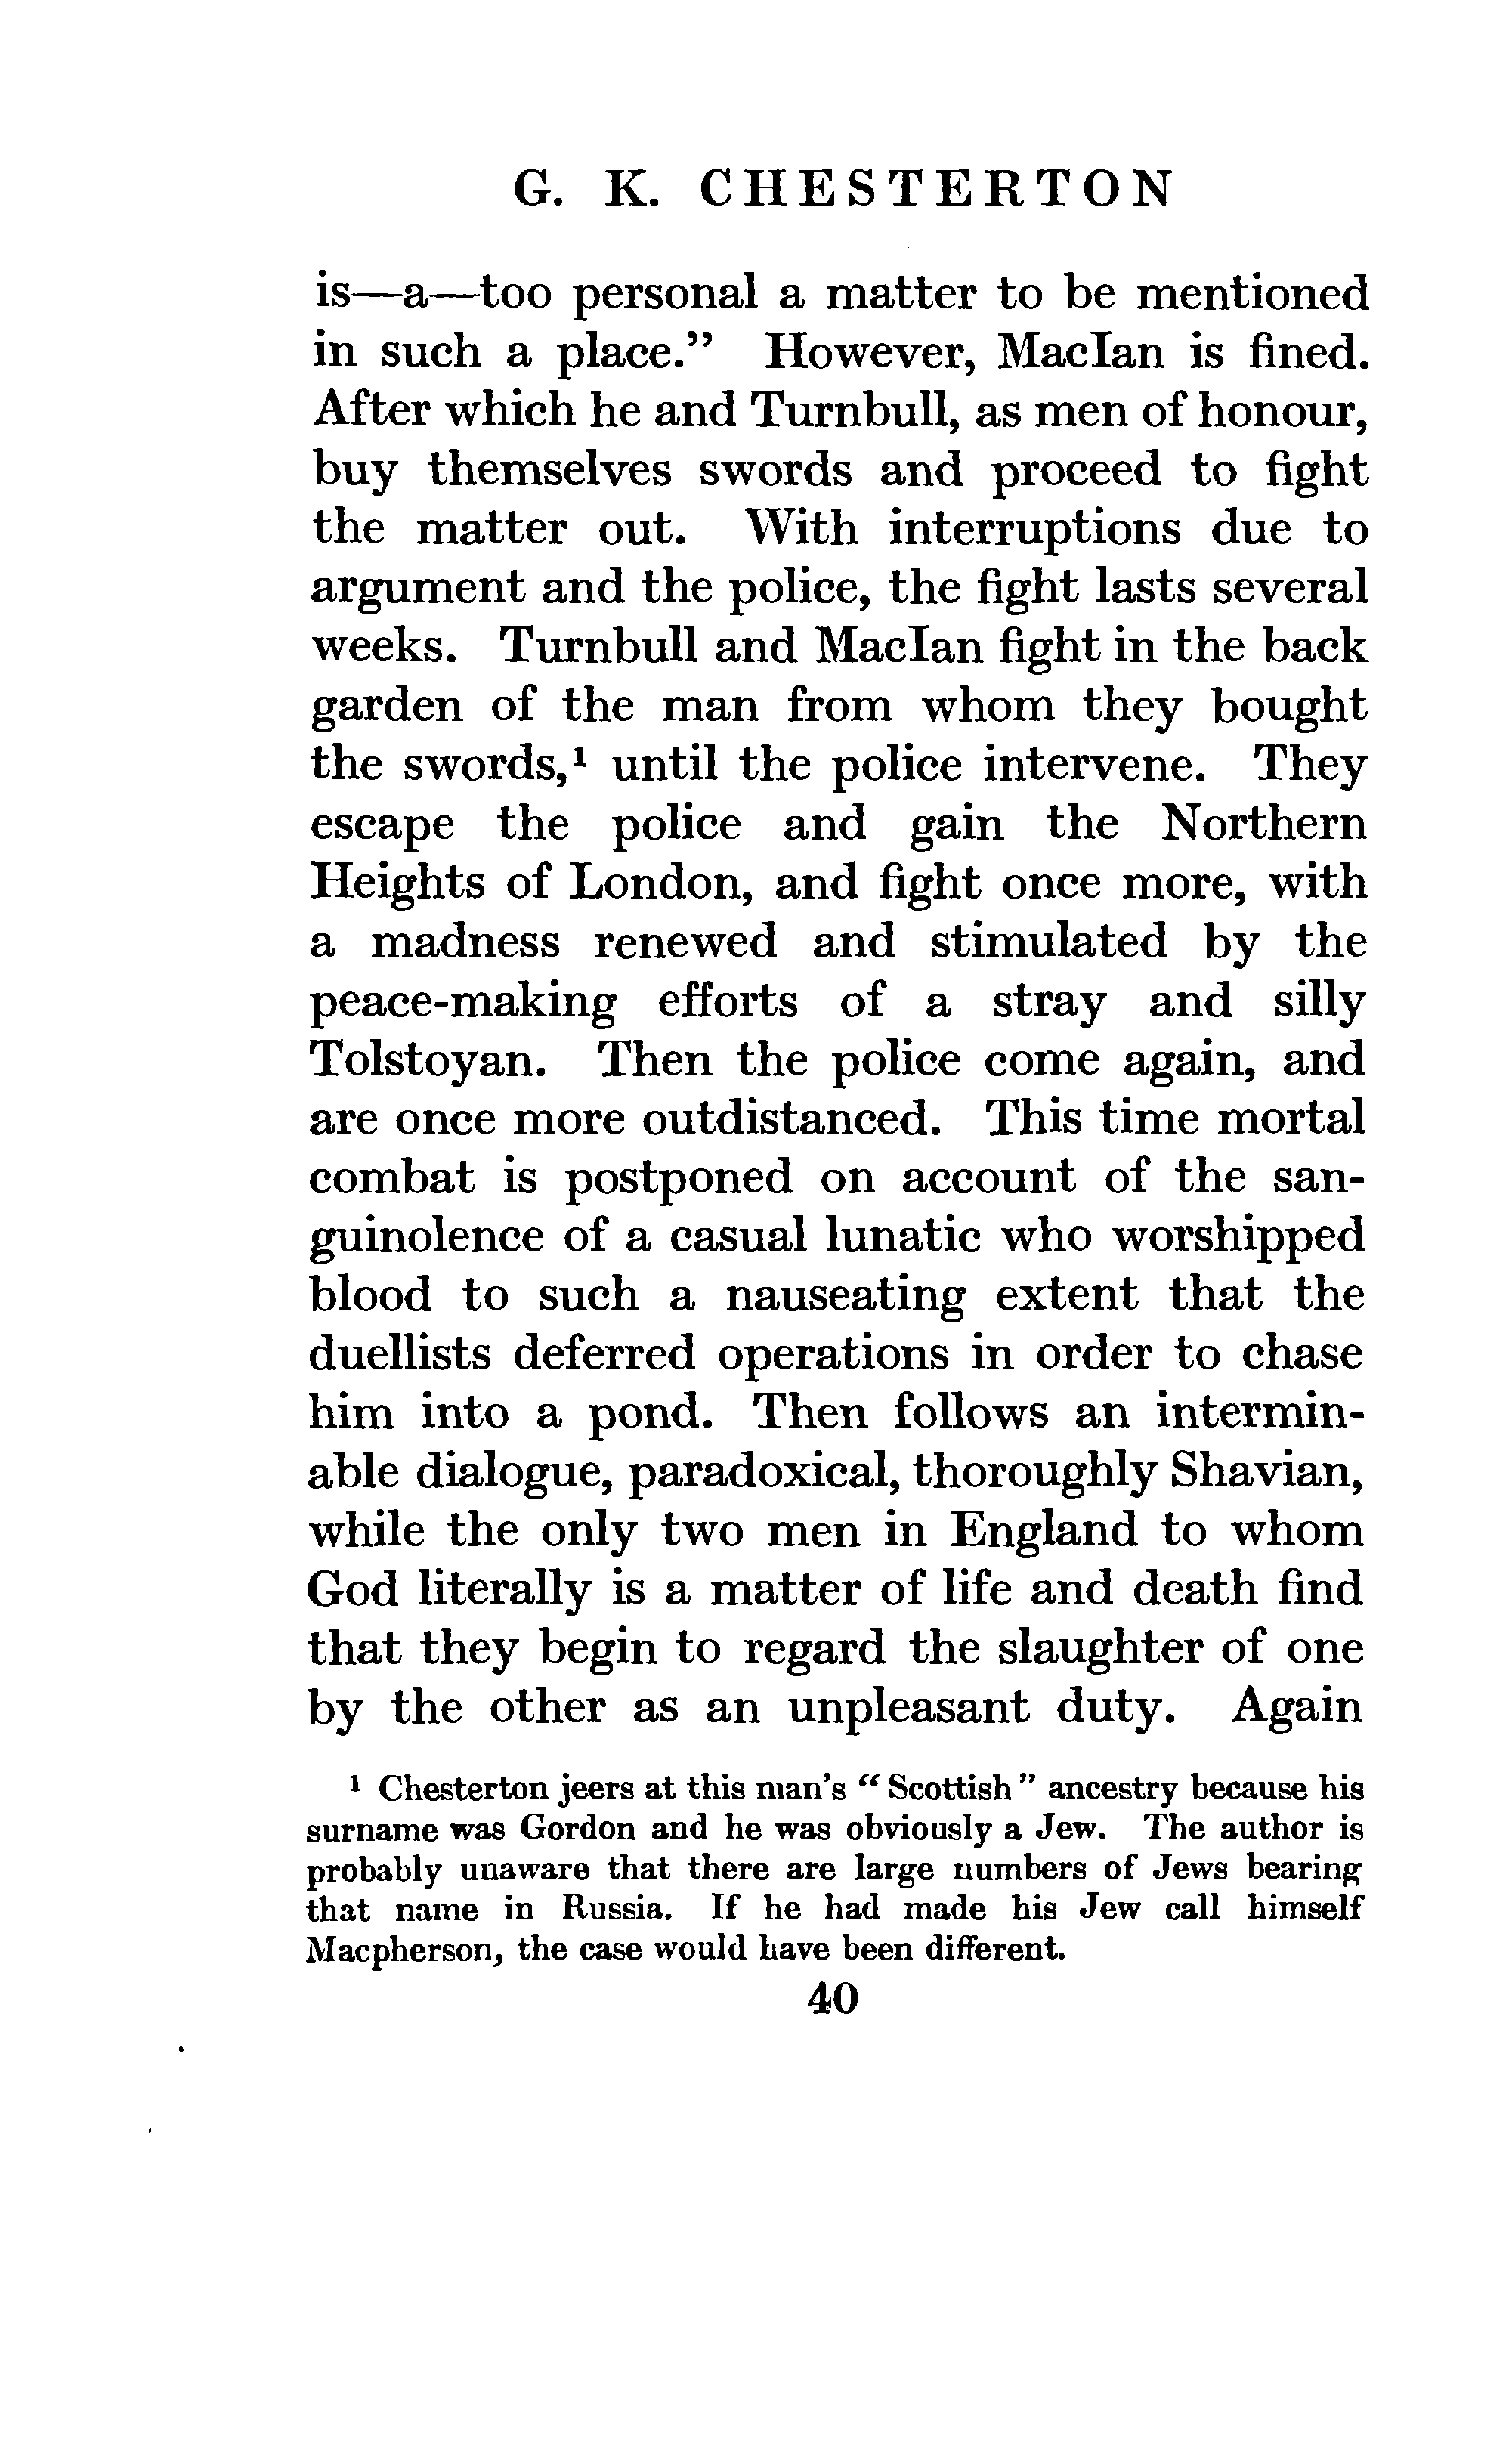 G. K. CHESTERTON
is—a—too personal a matter to be mentioned
in such a place.” However, MacIan is fined.
After which he and Turnbull, as men of honour,
buy themselves swords and proceed to fight
the matter out. With interruptions due to
argument and the police, the fight lasts several
weeks. Turnbull and MacIan fight in the back
garden of the man from whom they bought
the swords,¹ until the police intervene. They
escape the police and gain the Northern
Heights of London, and fight once more, with
a madness renewed and stimulated by the
peace-making efforts of a stray and silly
Tolstoyan. Then the police come again, and
are once more outdistanced. This time mortal
combat is postponed on account of the san-
guinolence of a casual lunatic who worshipped
blood to such a nauseating extent that the
duellists deferred operations in order to chase
him into a pond. Then follows an intermin-
able dialogue, paradoxical, thoroughly Shavian,
while the only two men in England to whom
God literally is a matter of life and death find
that they begin to regard the slaughter of one
by the other as an unpleasant duty. Again
¹ Chesterton jeers at this man's “Scottish” ancestry because his
surname was Gordon and he was obviously a Jew. The author is
probably unaware that there are large numbers of Jews bearing
that name in Russia. If he had made his Jew call himself
Macpherson, the case would have been different.
40